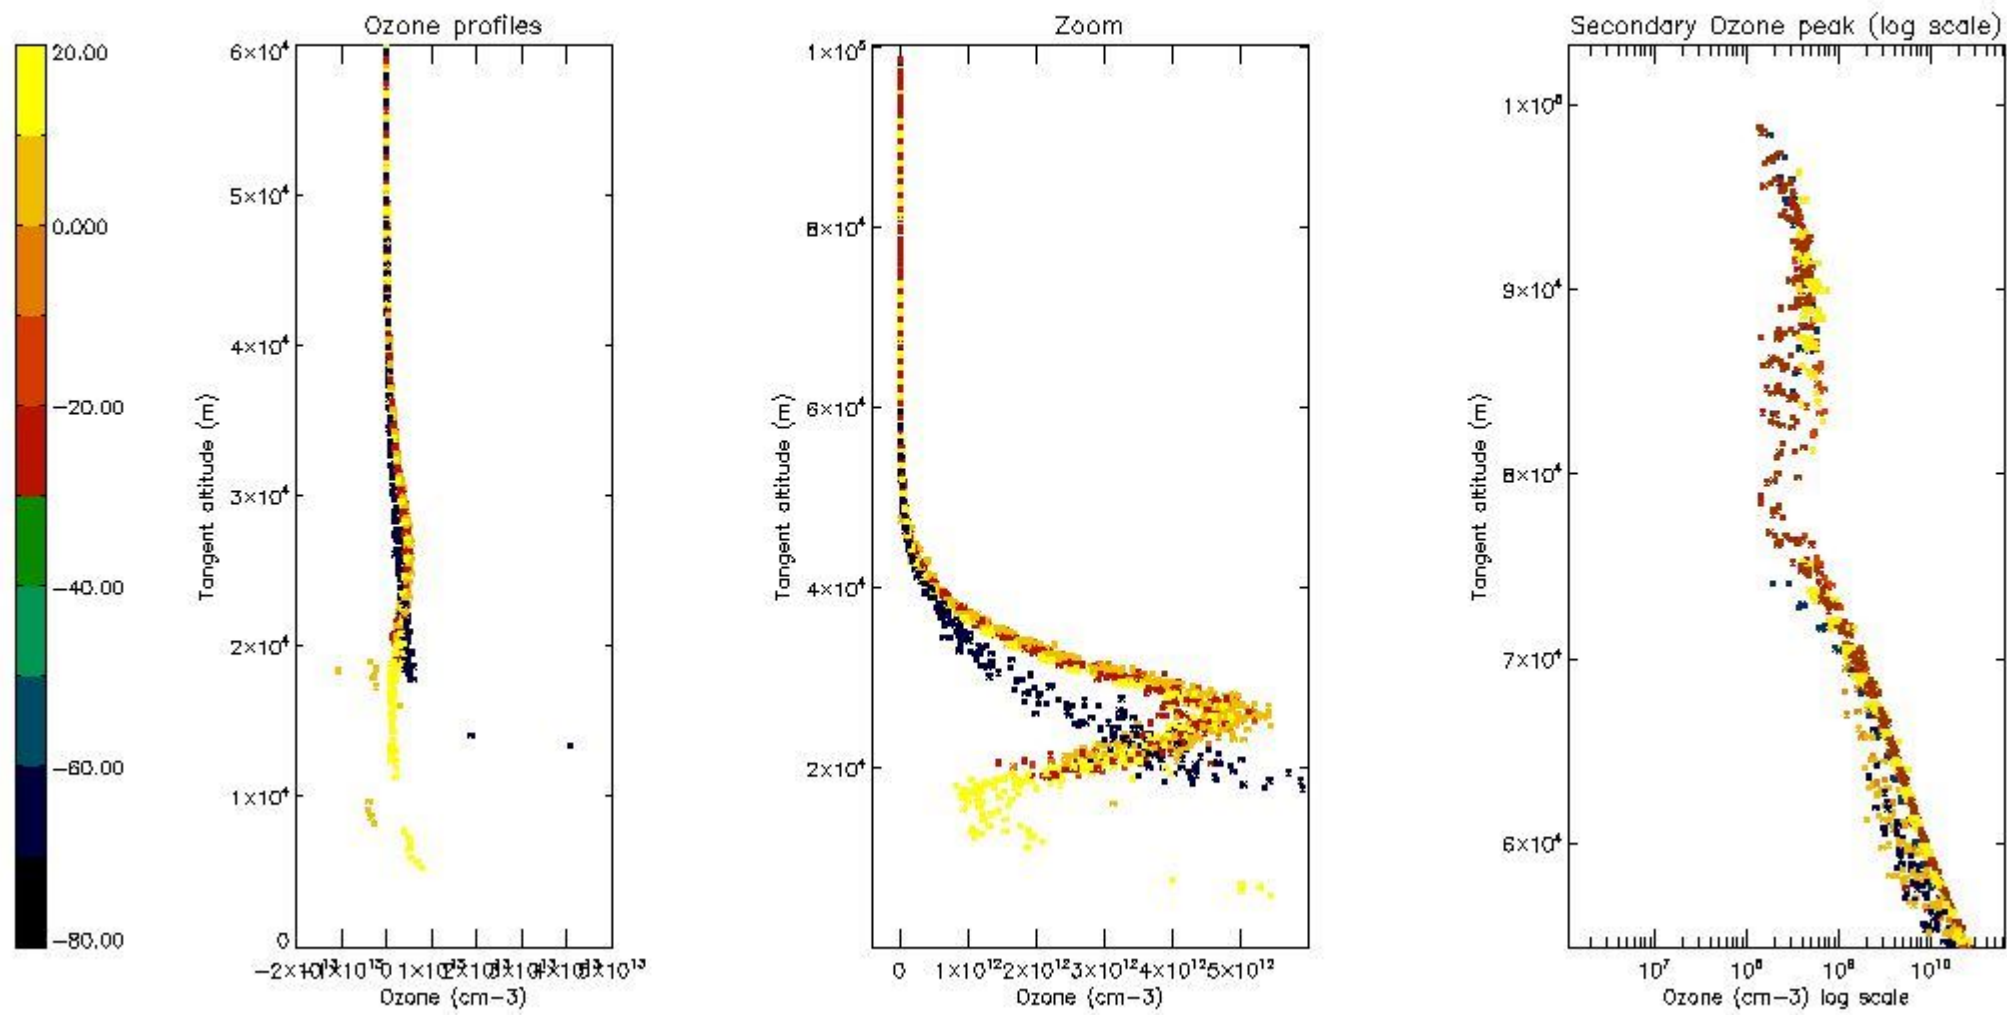 Ozone profiles
Zoom
Secondary Ozone peak (log scale)
20.00
0.000
−20.00
−40.00
−60.00
−80.00
6×10⁴
5×10⁴
4×10⁴
3×10⁴
2×10⁴
1×10⁴
0
Tangent altitude (m)
0
Ozone (cm−3)
1×10⁵
8×10⁴
6×10⁴
4×10⁴
2×10⁴
Tangent altitude (m)
0 1×10¹² 2×10¹² 3×10¹² 4×10¹² 5×10¹²
Ozone (cm−3)
9×10⁴
8×10⁴
7×10⁴
6×10⁴
Tangent altitude (m)
10⁷ 10⁸ 10⁹ 10¹⁰
Ozone (cm−3) log scale